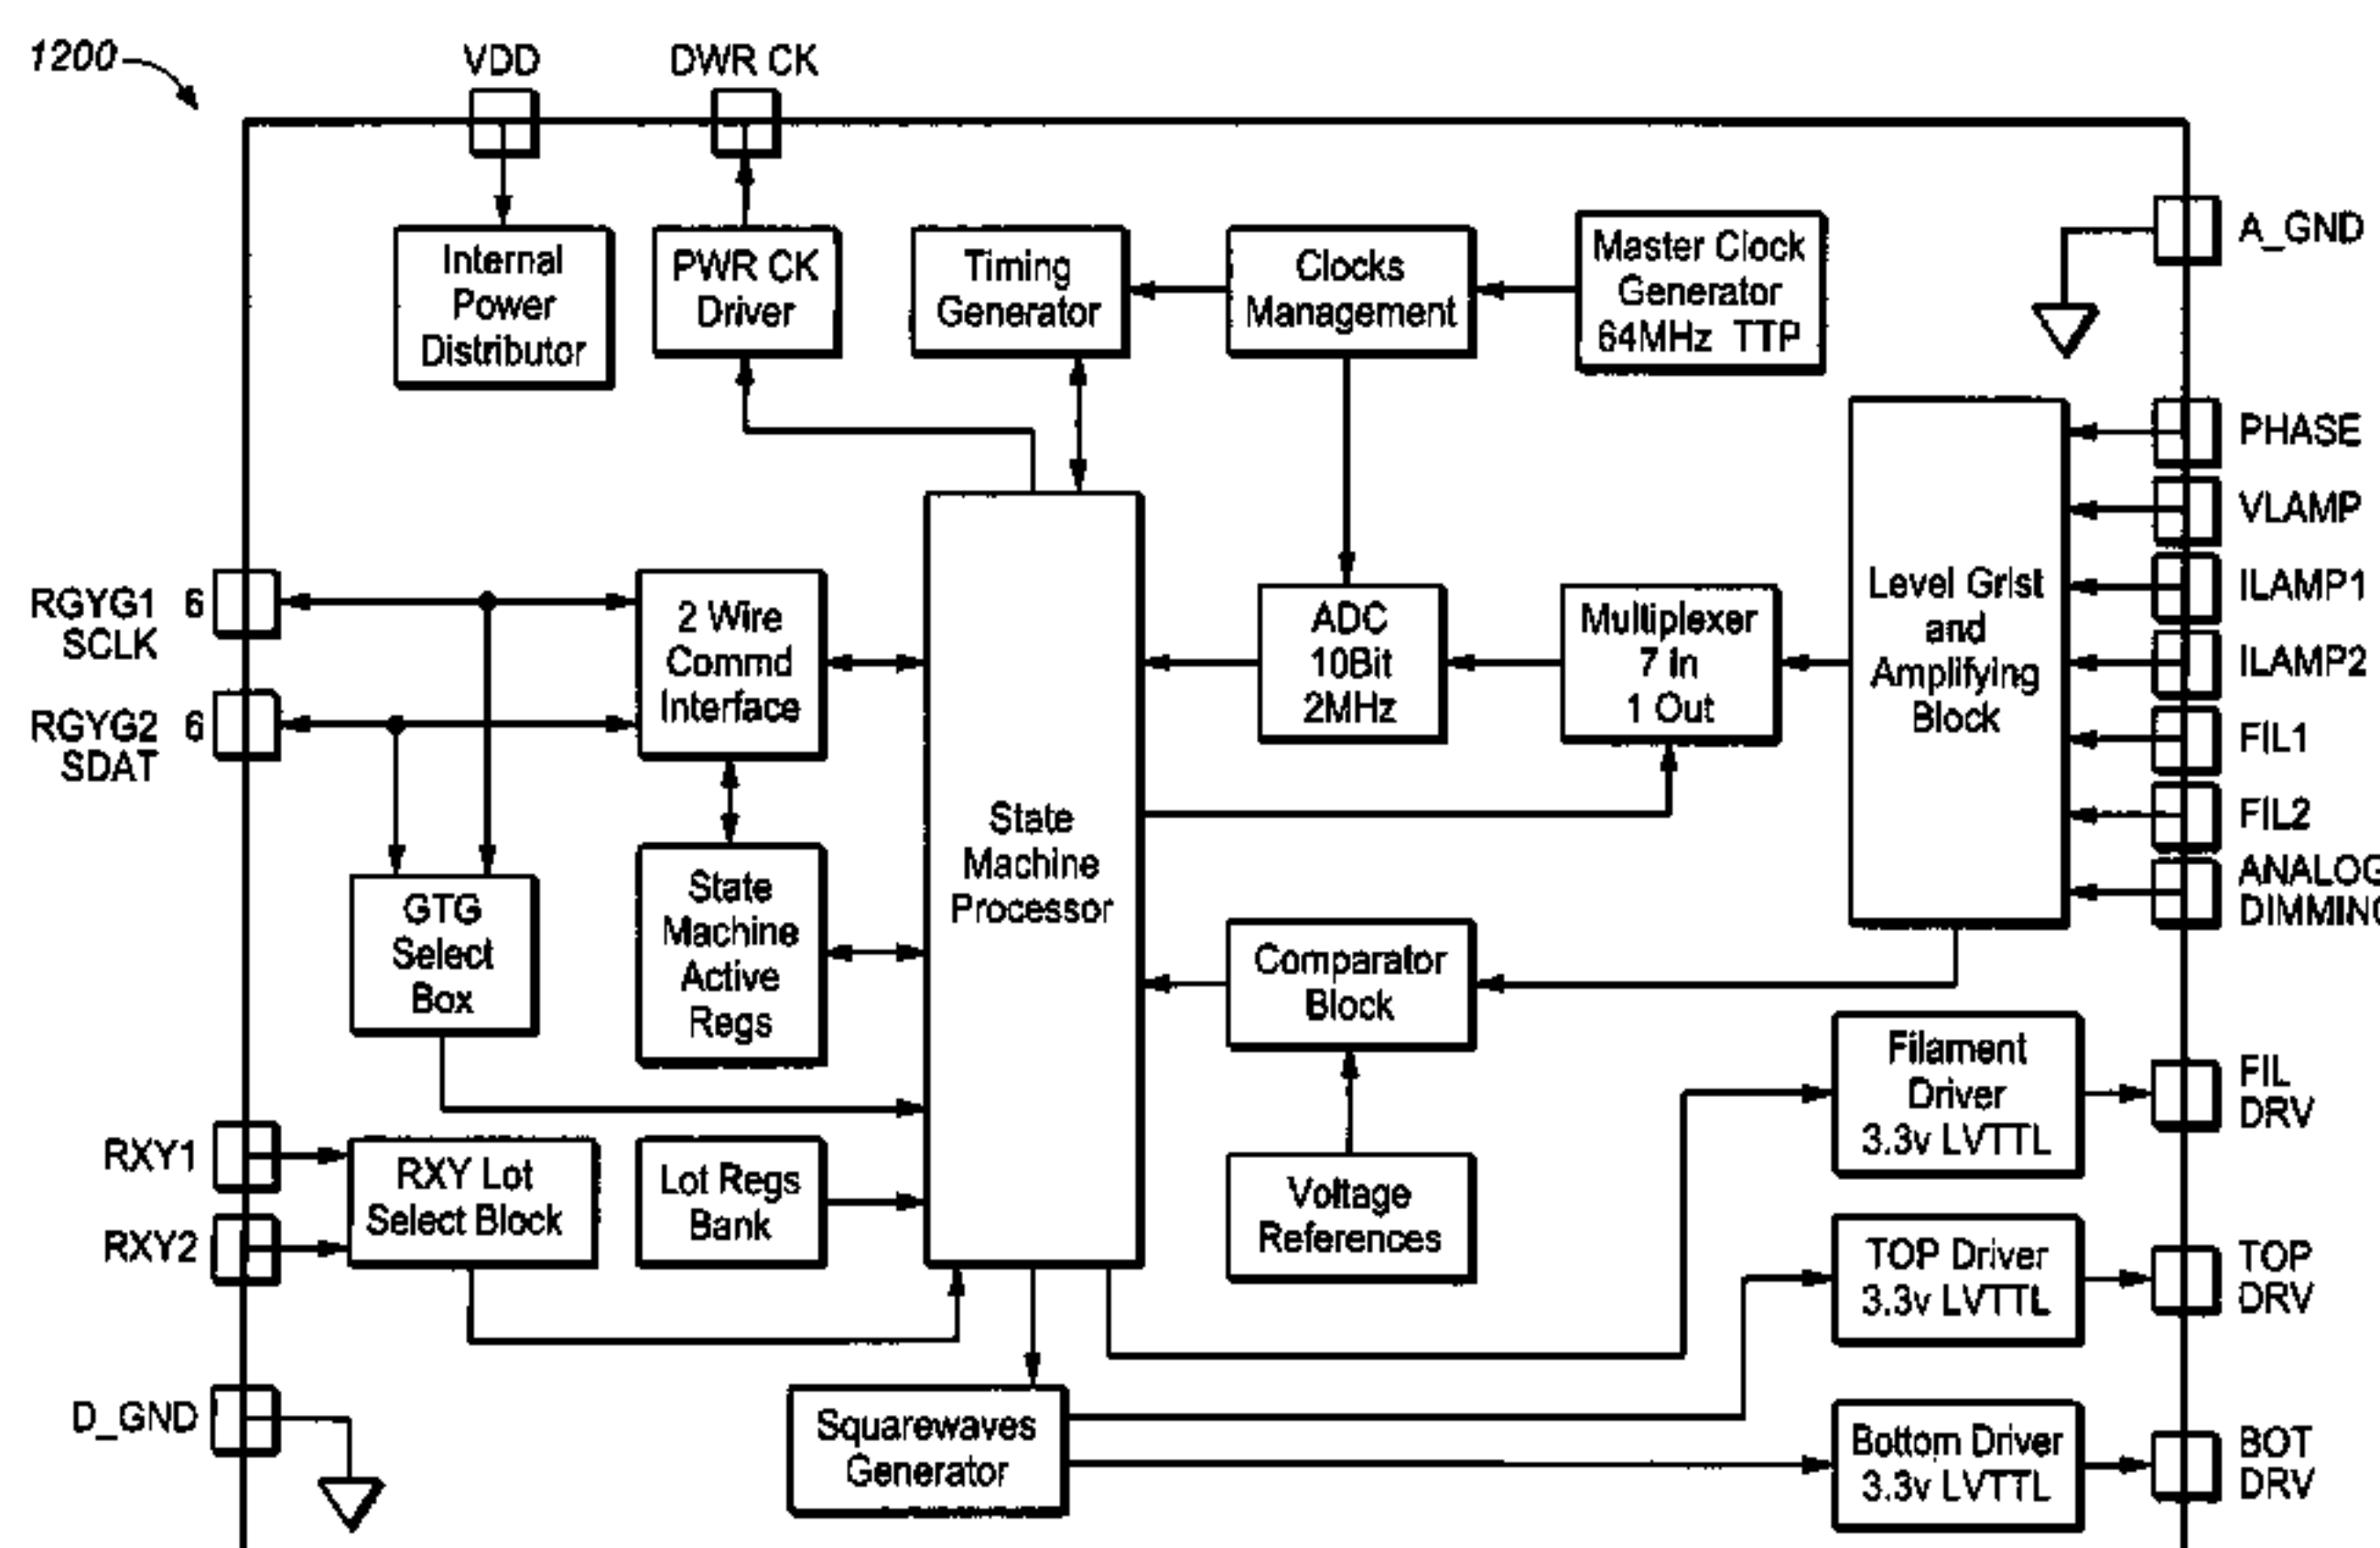 1200
VDD
DWR CK
Internal
Power
Distributor
PWR CK
Driver
Timing
Generator
Clocks
Management
Master Clock
Generator
64MHz TTP
A_GND
PHASE
VLAMP
ILAMP1
ILAMP2
FIL1
FIL2
ANALOG
DIMMING
RGYG1 6
SCLK
RGYG2 6
SDAT
2 Wire
Commd
Interface
ADC
10Bit
2MHz
Multiplexer
7 In
1 Out
Level Grist
and
Amplifying
Block
State
Machine
Processor
GTG
Select
Box
State
Machine
Active
Regs
Comparator
Block
Filament
Driver
3.3v LVTTL
FIL
DRV
RXY1
RXY2
RXY Lot
Select Block
Lot Regs
Bank
Voltage
References
TOP Driver
3.3v LVTTL
TOP
DRV
D_GND
Squarewaves
Generator
Bottom Driver
3.3v LVTTL
BOT
DRV